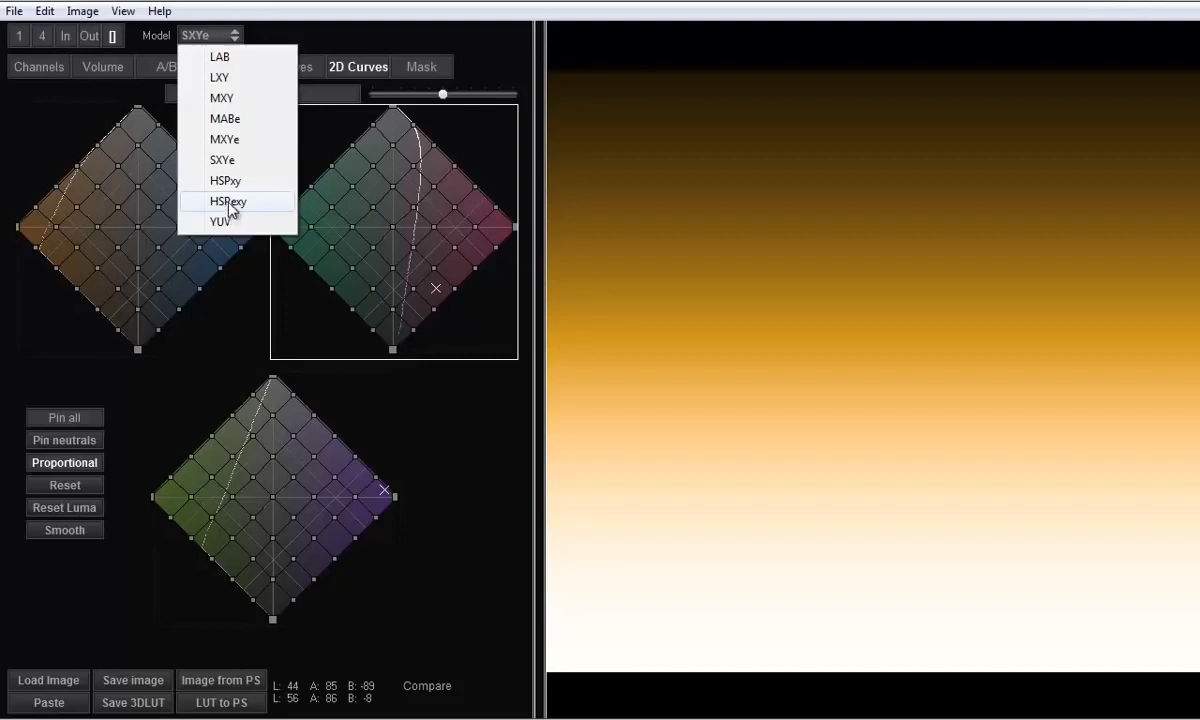 File Edit Image View Help
1 4 In Out [] Model SXYe
Channels Volume A/B ves 2D Curves Mask
LAB
LXY
MXY
MABe
MXYe
SXYe
HSPxy
HSPexy
YUV
Pin all
Pin neutrals
Proportional
Reset
Reset Luma
Smooth
Load Image Save image Image from PS L: 44 A: 85 B: -89 Compare
Paste Save 3DLUT LUT to PS L: 56 A: 86 B: -8